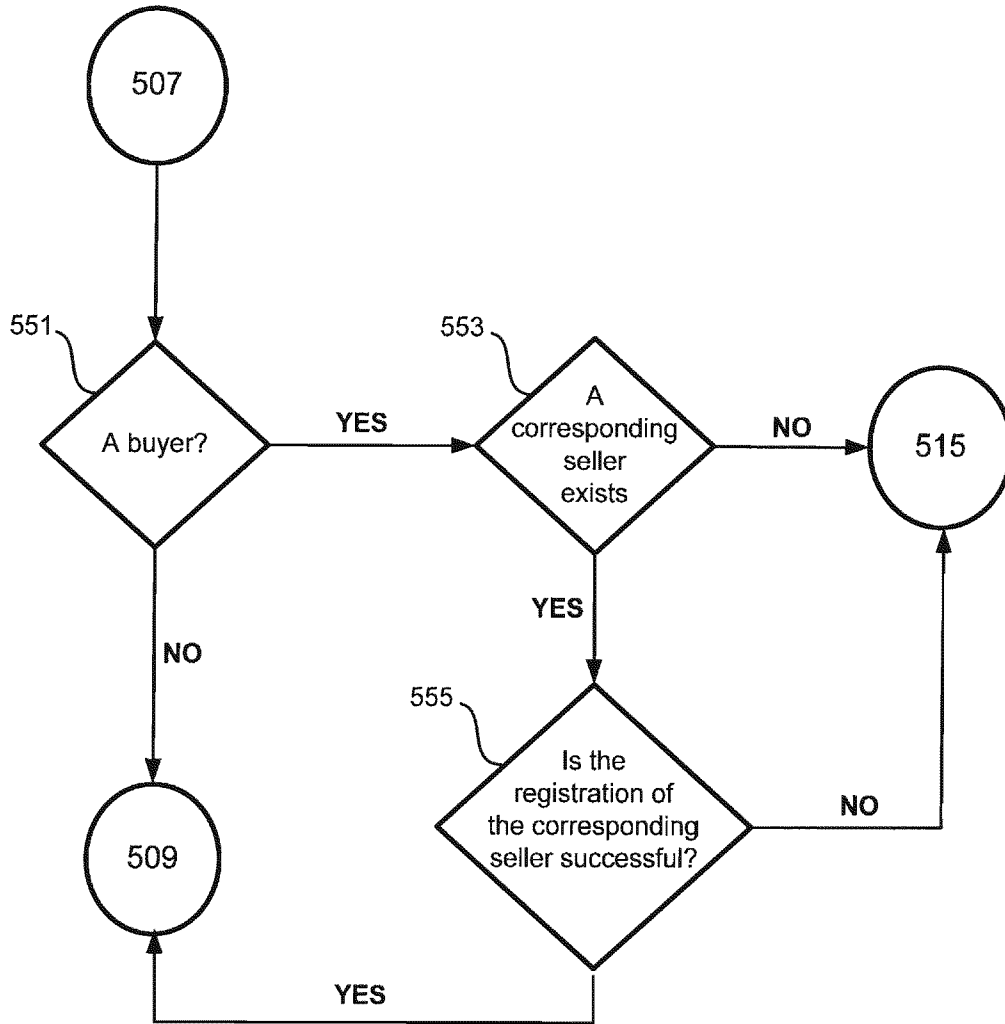 507
551
A buyer?
YES
553
A
corresponding
seller
exists
NO
515
YES
NO
555
Is the
registration of
the corresponding
seller successful?
NO
509
YES